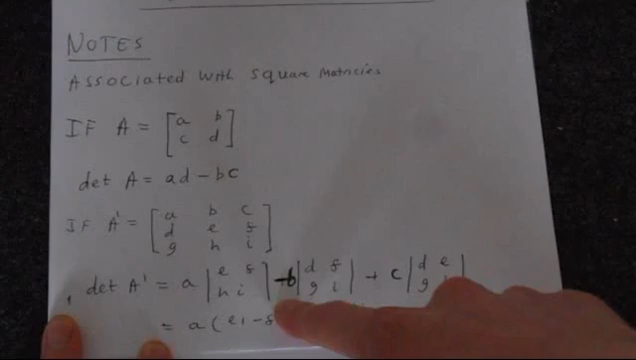 NOTES
Associated with square matricies
IF A = [a b
c d]
det A = ad - bc
IF A' = [a b c
d e f
g h i]
det A' = a |e f
h i| - b |d f
g i| + c |d e
g
= a (ei - f